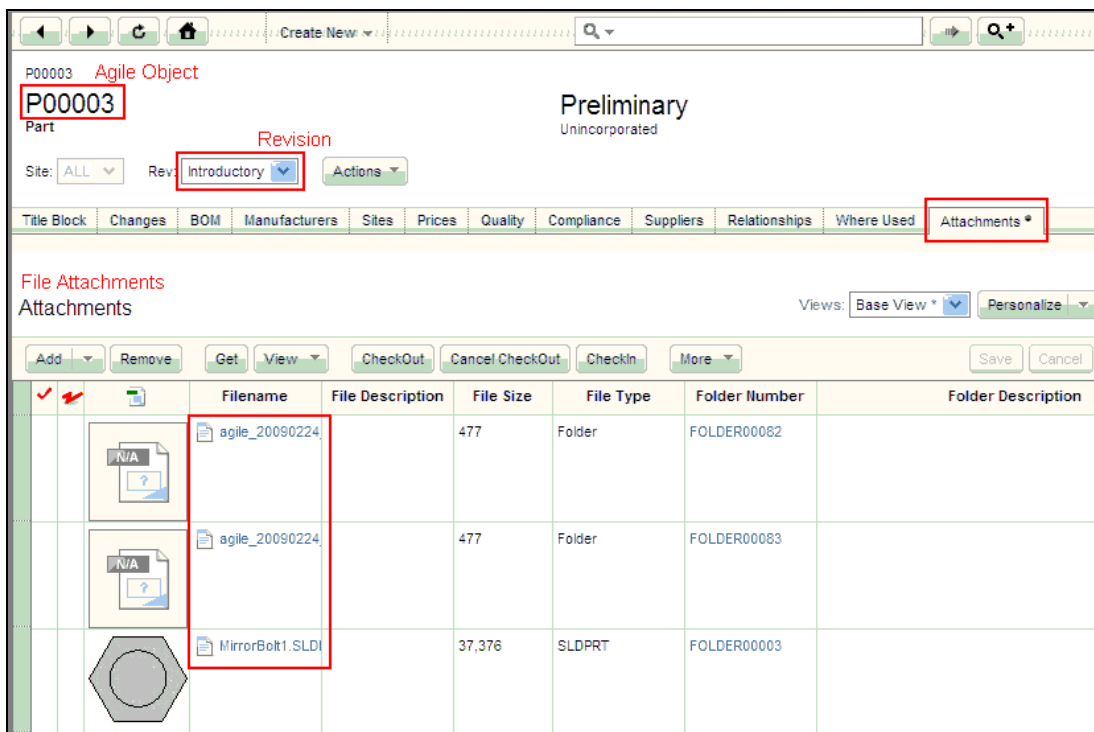 Create New
P00003 Agile Object
P00003
Preliminary
Part
Unincorporated
Revision
Site: ALL Rev: Introductory Actions
Title Block Changes BOM Manufacturers Sites Prices Quality Compliance Suppliers Relationships Where Used Attachments *
File Attachments
Attachments
Views: Base View * Personalize
Add Remove Get View CheckOut Cancel CheckOut CheckIn More Save Cancel
Filename File Description File Size File Type Folder Number Folder Description
agile_20090224_ 477 Folder FOLDER00082
N/A
?
agile_20090224_ 477 Folder FOLDER00083
N/A
?
MirrorBolt1.SLD 37,376 SLDPRT FOLDER00003